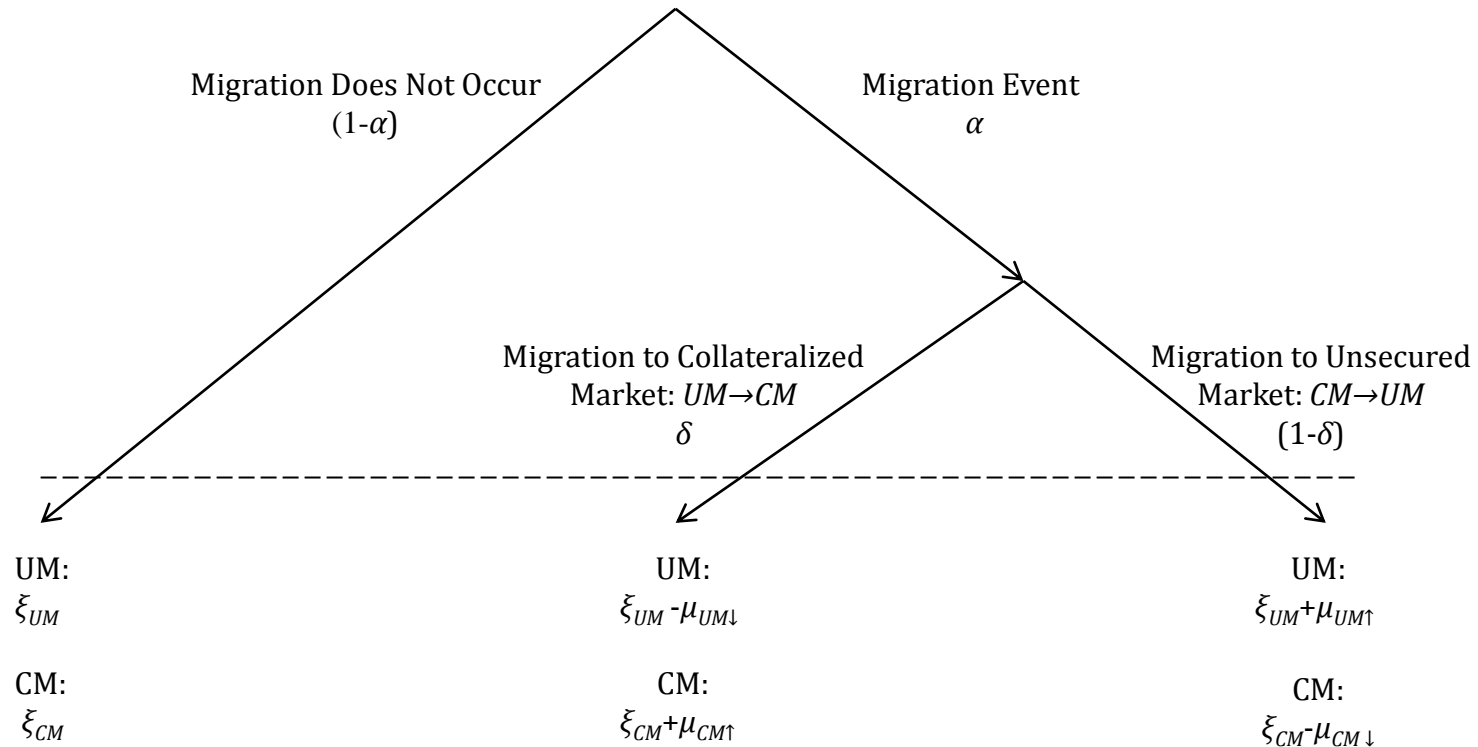 Migration Does Not Occur
(1-α)
Migration Event
α
Migration to Collateralized
Market: UM→CM
δ
Migration to Unsecured
Market: CM→UM
(1-δ)
UM:
ξUM
CM:
ξCM
UM:
ξUM -μUM↓
CM:
ξCM+μCM↑
UM:
ξUM+μUM↑
CM:
ξCM-μCM↓